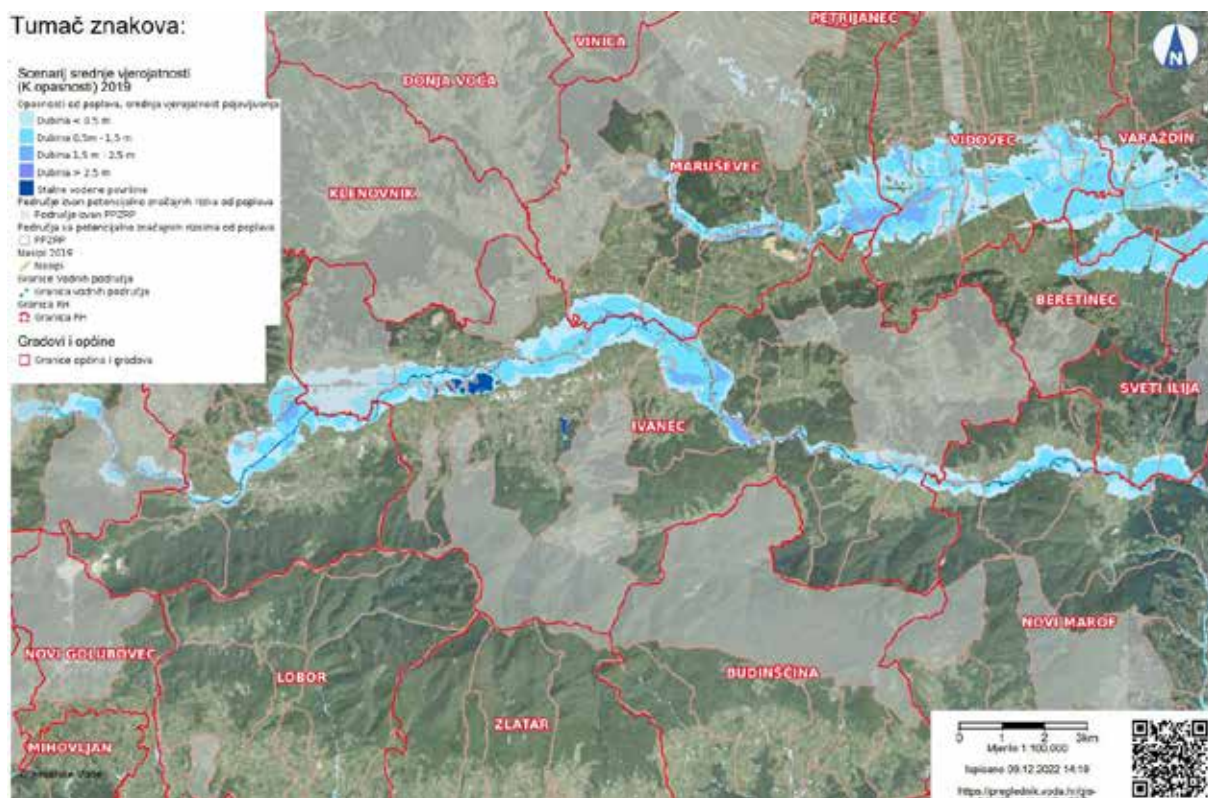 Tumač znakova:
Scenarij srednje vjerojatnosti
(K opasnosti) 2019
Opasnosti od poplava, srednja vjerojatnost pojavljivanja
Dubina < 0.5 m
Dubina 0,5m - 1,5 m
Dubina 1,5 m - 2,5 m
Dubina > 2.5 m
Stalne vodene površine
Područje izvan potencijalno značajnih rizika od poplava
Područje izvan PPZRP
Područja sa potencijalno značajnim rizicima od poplava
PPZRP
Nasipi 2019
Nasipi
Granice Vodnih područja
Granica vodnih područja
Granica RH
Granica RH
Gradovi i općine
Granice općina i gradova
PETRIJANEC
VINICA
DONJA VOĆA
N
VIDOVEC
VARAŽDIN
MARUŠEVEC
KLENOVNIK
BERETINEC
SVETI ILIJA
IVANEC
NOVI MAROF
NOVI GOLUBOVEC
LOBOR
BUDINŠČINA
ZLATAR
MIHOVLJAN
0 1 2 3km
Mjerilo 1:100.000
Ispisano 09.12.2022 14:19
https://preglednik.voda.hr/gis-